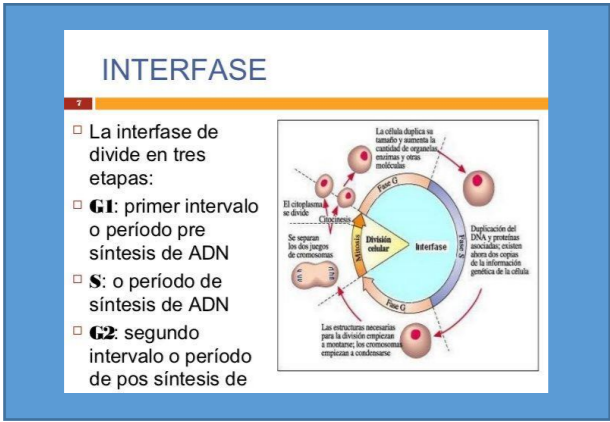 INTERFASE
7
La interfase de
divide en tres
etapas:
G1: primer intervalo
o período pre
síntesis de ADN
S: o período de
síntesis de ADN
G2: segundo
intervalo o período
de pos síntesis de
La célula duplica su
tamaño y aumenta la
cantidad de organelas,
enzimas y otras
moléculas
Fase G
El citoplasma
se divide
Citocinesis
Se separan
los dos juegos
de cromosomas
Mitosis
División
celular
Interfase
Fase S
Duplicación del
DNA y proteínas
asociadas; existen
ahora dos copias
de la información
genética de la célula
Fase G
Las estructuras necesarias
para la división empiezan
a montarse; los cromosomas
empiezan a condensarse